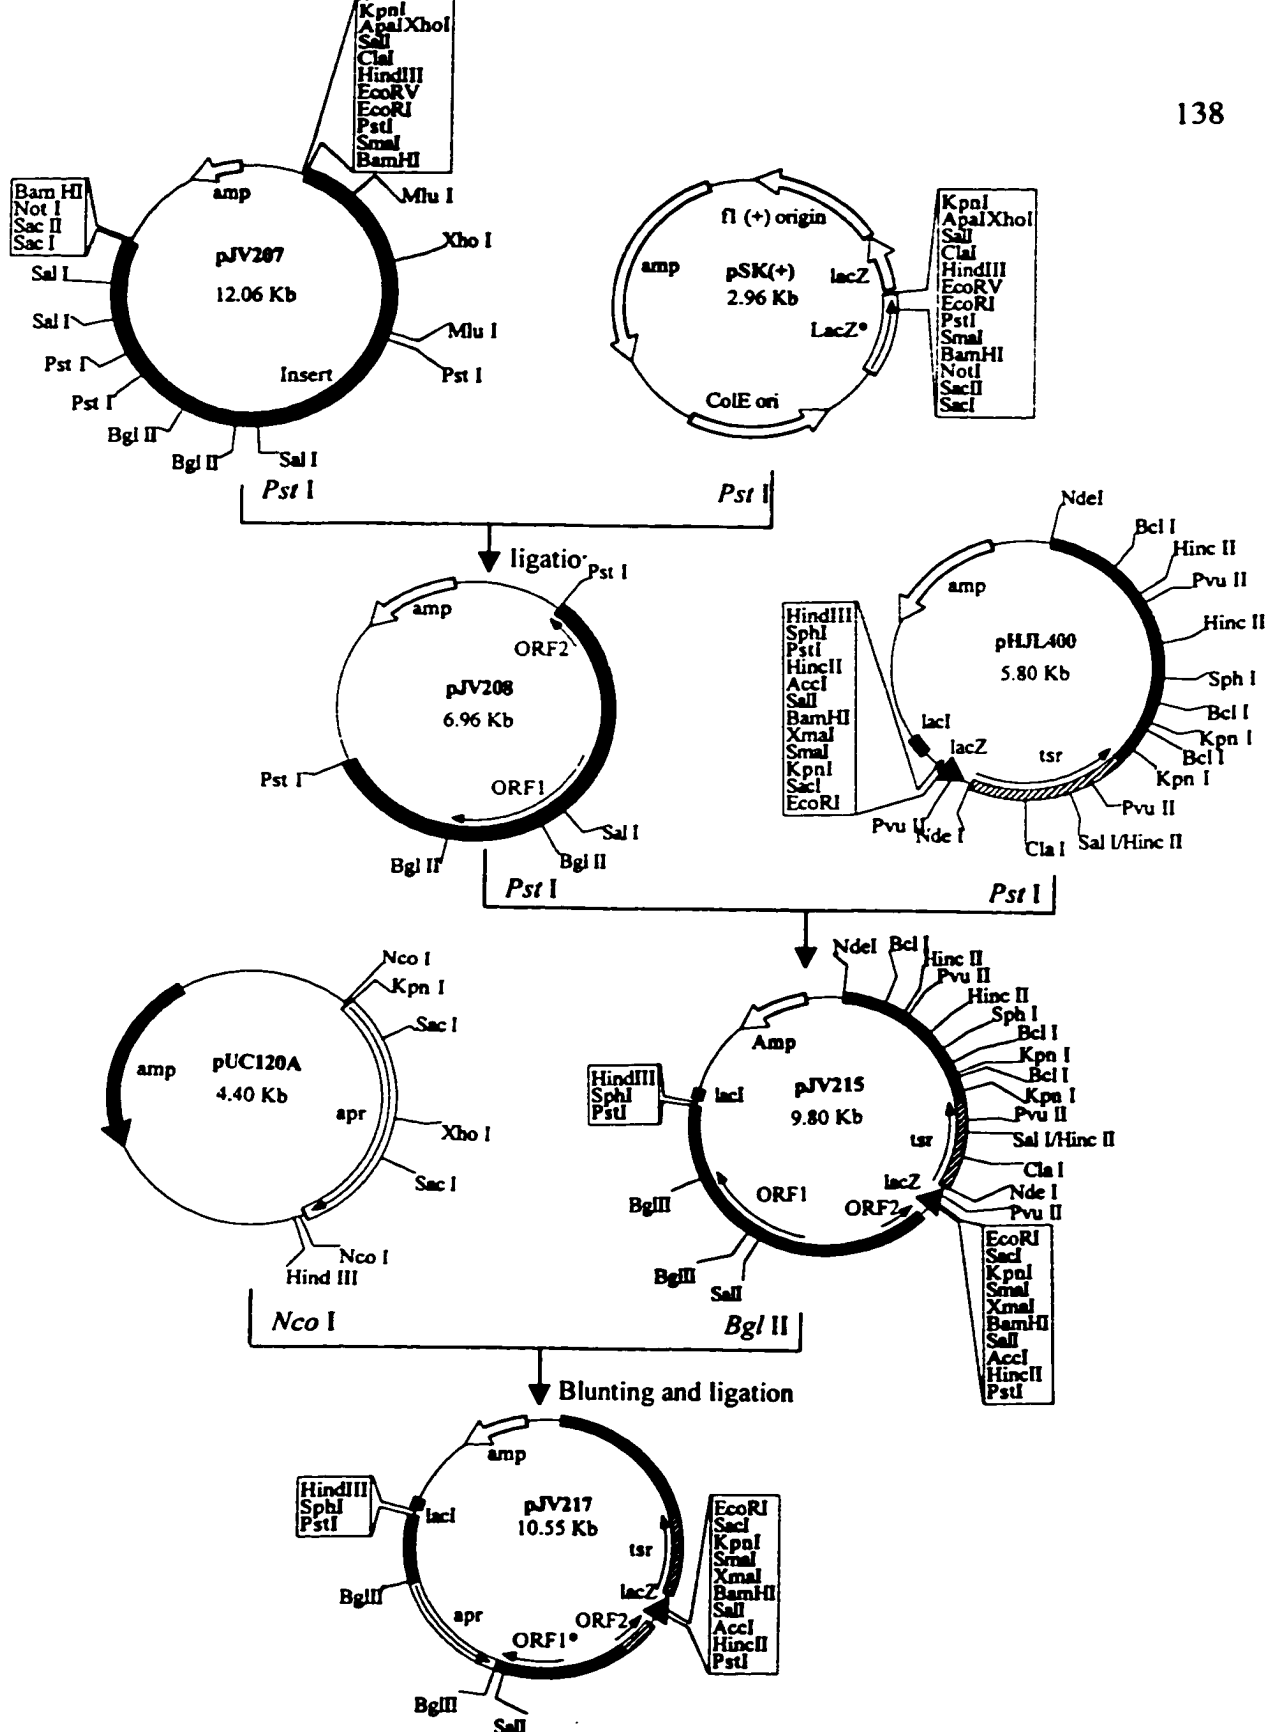 138
KpnI
ApaIXhoI
SalI
ClaI
HindIII
EcoRV
EcoRI
PstI
SmaI
BamHI
amp
Mlu I
Xho I
Mlu I
Pst I
Bam HI
Not I
Sac II
Sac I
Sal I
Sal I
Pst I
Pst I
Bgl II
Bgl II
Sal I
pJV207
12.06 Kb
Insert
f1 (+) origin
amp
pSK(+)
2.96 Kb
lacZ
LacZ*
ColE ori
KpnI
ApaIXhoI
SalI
ClaI
HindIII
EcoRV
EcoRI
PstI
SmaI
BamHI
NotI
SacII
SacI
Pst I
Pst I
ligatio
Pst I
amp
ORF2
pJV208
6.96 Kb
Pst I
ORF1
Sal I
Bgl II
Bgl II
NdeI
Bcl I
Hinc II
Pvu II
Hinc II
Sph I
Bcl I
Kpn I
Bcl I
Kpn I
Pvu II
Sal I/Hinc II
Cla I
Nde I
Pvu II
amp
pHJL400
5.80 Kb
lacI
lacZ
tsr
HindIII
SphI
PstI
HincII
AccI
SalI
BamHI
XmaI
SmaI
KpnI
SacI
EcoRI
Pst I
Pst I
Nco I
Kpn I
Sac I
amp
pUC120A
4.40 Kb
apr
Xho I
Sac I
Nco I
Hind III
NdeI
Bcl I
Hinc II
Pvu II
Hinc II
Sph I
Bcl I
Kpn I
Bcl I
Kpn I
Pvu II
Sal I/Hinc II
Cla I
Nde I
Pvu II
Amp
pJV215
9.80 Kb
HindIII
SphI
PstI
lacI
tsr
lacZ
ORF1
ORF2
BglII
BglII
SalI
EcoRI
SacI
KpnI
SmaI
XmaI
BamHI
SalI
AccI
HincII
PstI
Nco I
Bgl II
Blunting and ligation
amp
HindIII
SphI
PstI
lacI
pJV217
10.55 Kb
tsr
lacZ
ORF2
ORF1*
apr
BglII
BglII
SalI
EcoRI
SacI
KpnI
SmaI
XmaI
BamHI
SalI
AccI
HincII
PstI